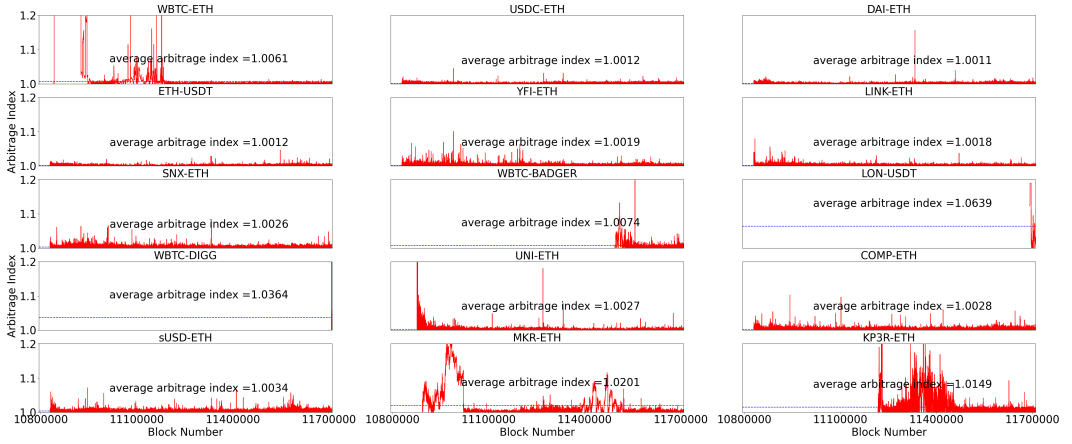 WBTC-ETH
USDC-ETH
DAI-ETH
1.2
1.1
1.0
average arbitrage index =1.0061
average arbitrage index =1.0012
average arbitrage index =1.0011
Arbitrage Index
ETH-USDT
YFI-ETH
LINK-ETH
1.2
1.1
1.0
average arbitrage index =1.0012
average arbitrage index =1.0019
average arbitrage index =1.0018
SNX-ETH
WBTC-BADGER
LON-USDT
1.2
1.1
1.0
average arbitrage index =1.0026
average arbitrage index =1.0074
average arbitrage index =1.0639
Arbitrage Index
WBTC-DIGG
UNI-ETH
COMP-ETH
1.2
1.1
1.0
average arbitrage index =1.0364
average arbitrage index =1.0027
average arbitrage index =1.0028
sUSD-ETH
MKR-ETH
KP3R-ETH
1.2
1.1
1.0
average arbitrage index =1.0034
average arbitrage index =1.0201
average arbitrage index =1.0149
10800000 11100000 11400000 11700000
10800000 11100000 11400000 11700000
10800000 11100000 11400000 11700000
Block Number
Block Number
Block Number